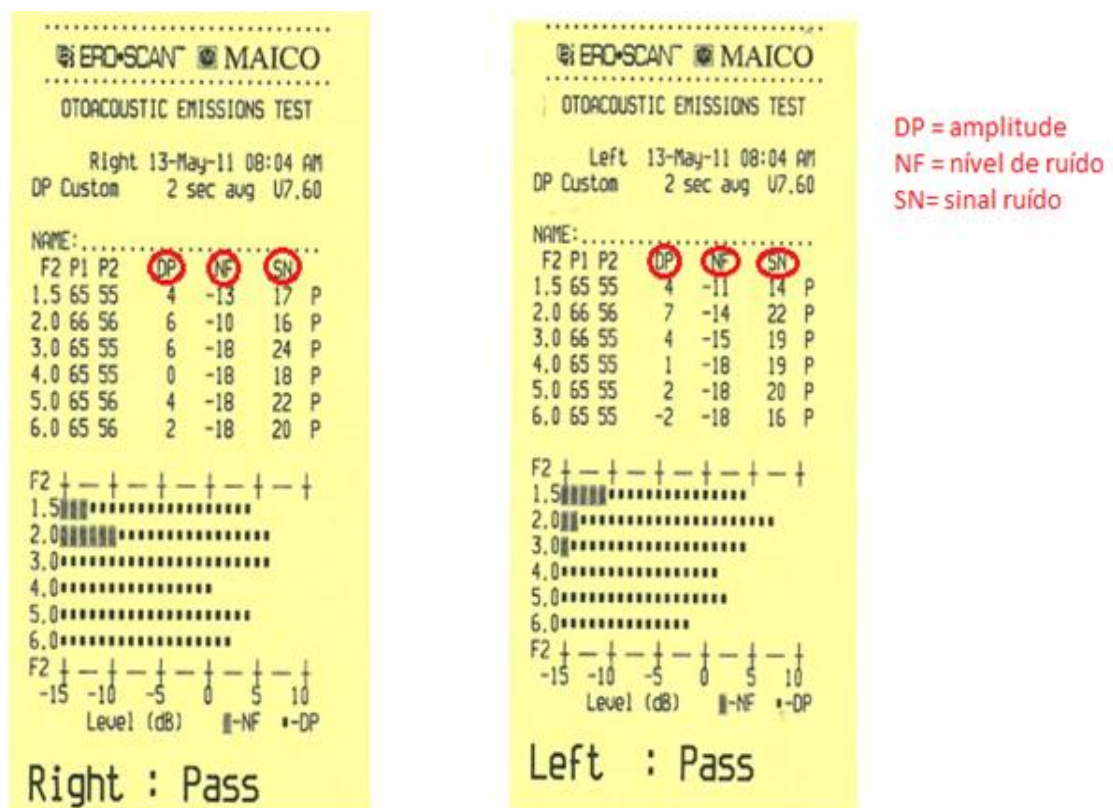 ERO•SCAN™ MAICO
OTOACOUSTIC EMISSIONS TEST
Right 13-May-11 08:04 AM
DP Custom 2 sec avg V7.60
NAME:
F2 P1 P2 DP NF SN
1.5 65 55 4 -13 17 P
2.0 66 56 6 -10 16 P
3.0 65 55 6 -18 24 P
4.0 65 55 0 -18 18 P
5.0 65 56 4 -18 22 P
6.0 65 56 2 -18 20 P
F2
1.5
2.0
3.0
4.0
5.0
6.0
F2
-15 -10 -5 0 5 10
Level (dB) -NF -DP
Right : Pass
ERO•SCAN™ MAICO
OTOACOUSTIC EMISSIONS TEST
Left 13-May-11 08:04 AM
DP Custom 2 sec avg V7.60
NAME:
F2 P1 P2 DP NF SN
1.5 65 55 4 -11 14 P
2.0 66 56 7 -14 22 P
3.0 66 55 4 -15 19 P
4.0 65 55 1 -18 19 P
5.0 65 55 2 -18 20 P
6.0 65 55 -2 -18 16 P
F2
1.5
2.0
3.0
4.0
5.0
6.0
F2
-15 -10 -5 0 5 10
Level (dB) -NF -DP
Left : Pass
DP = amplitude
NF = nível de ruído
SN= sinal ruído